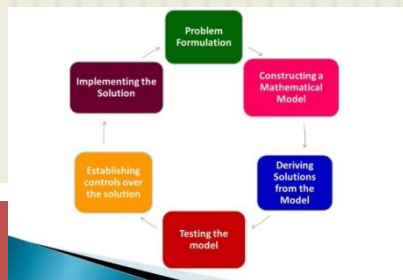 Problem
Formulation
Constructing a
Mathematical
Model
Deriving
Solutions
from the
Model
Testing the
model
Establishing
controls over
the solution
Implementing the
Solution